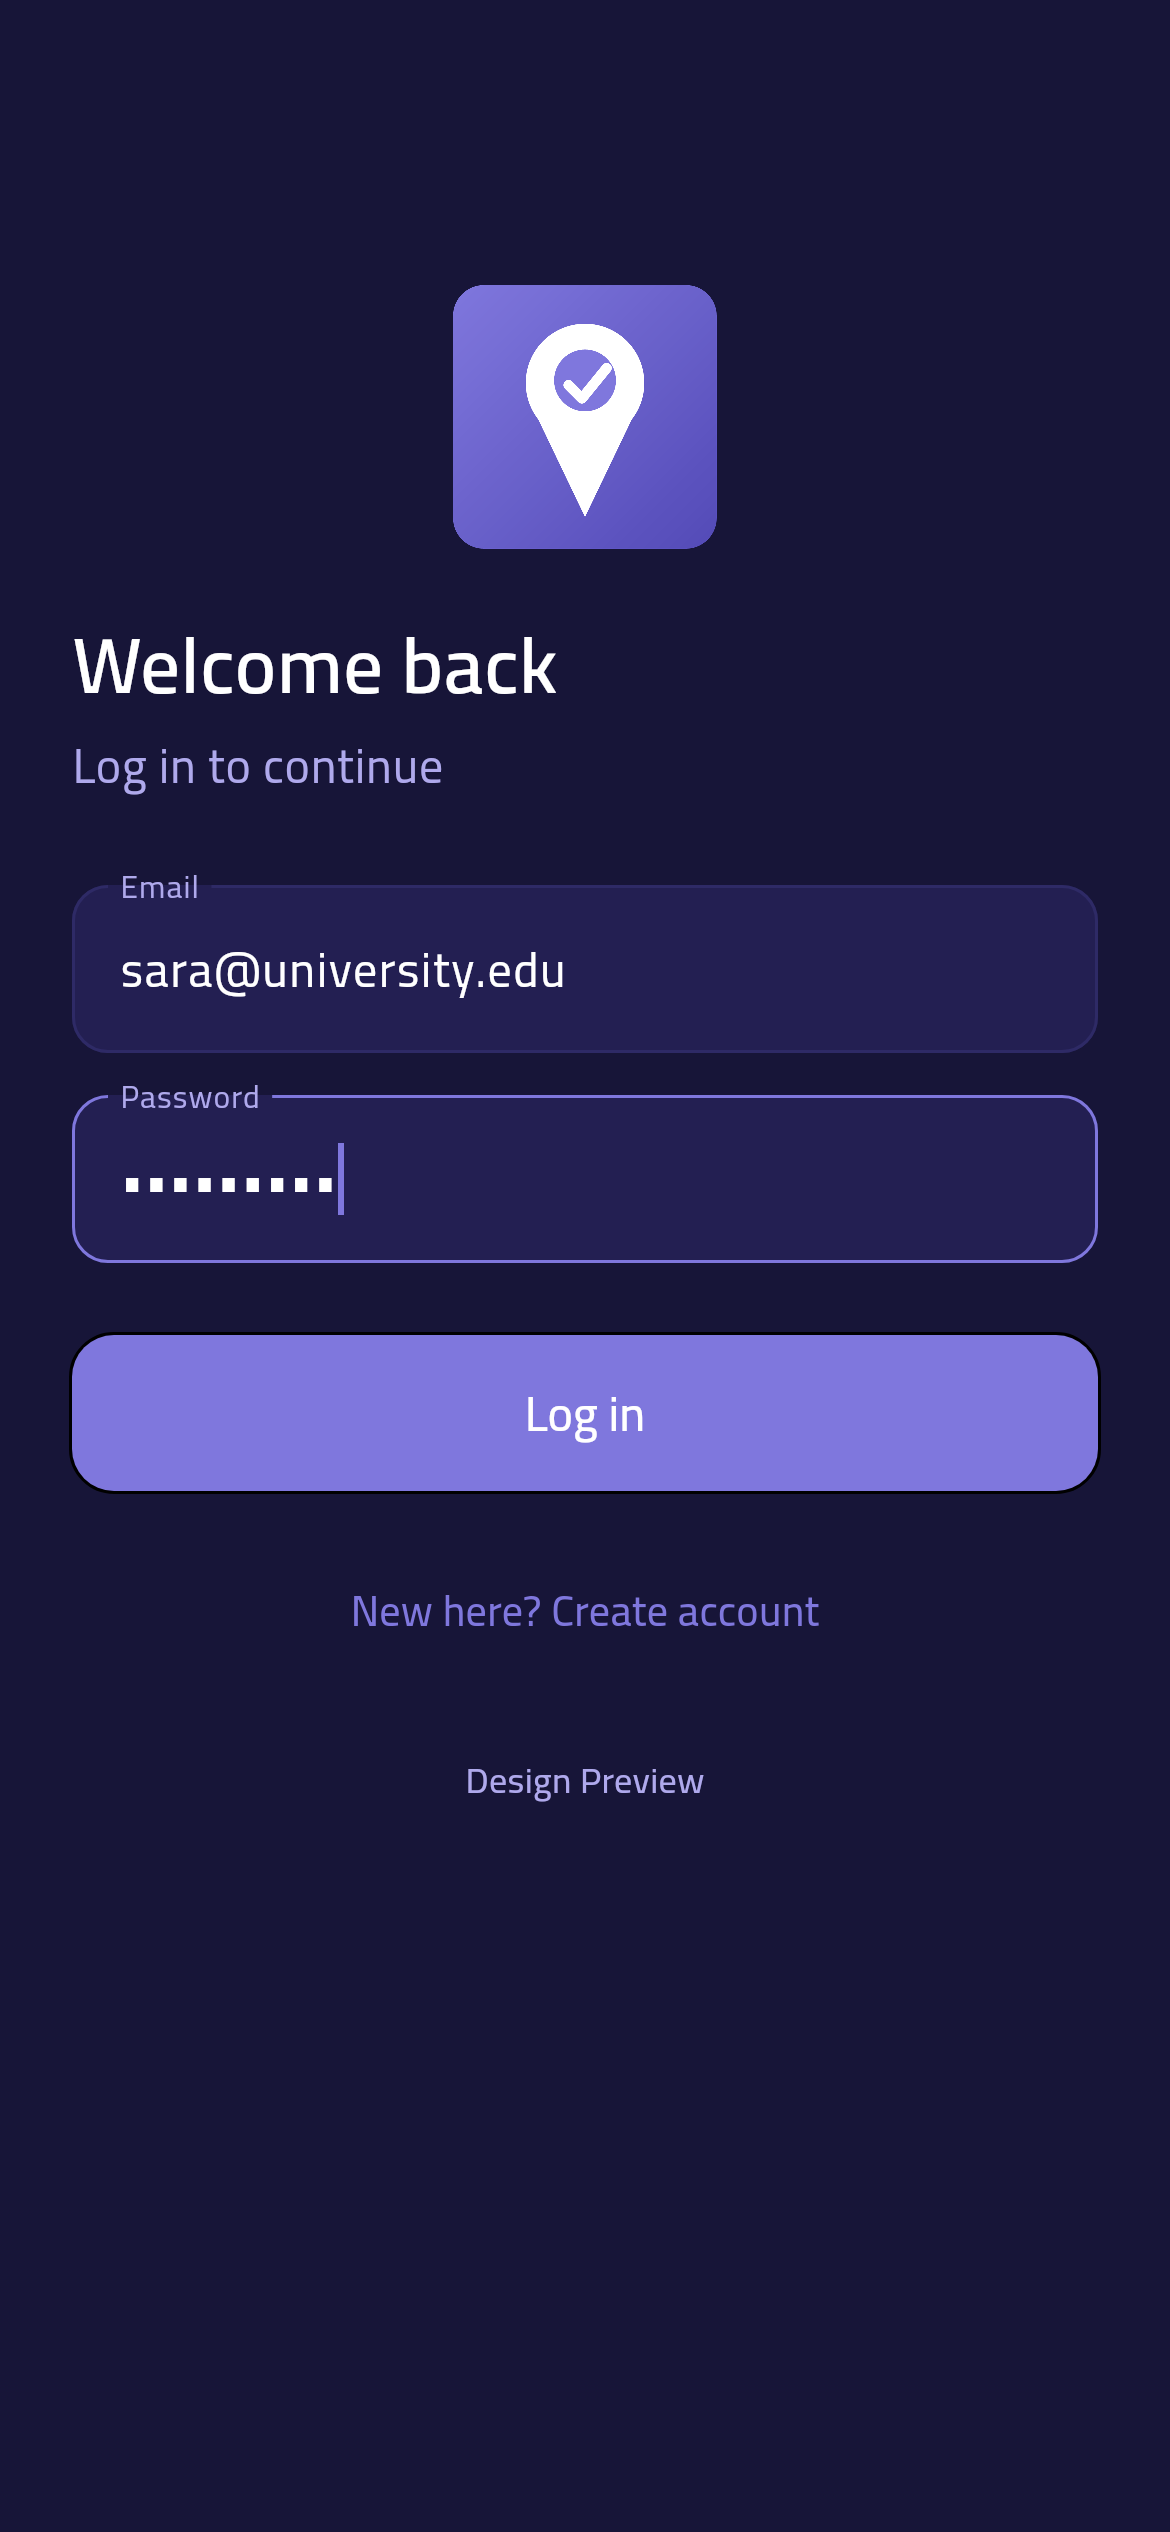 Welcome back
Log in to continue
Email
sara@university.edu
Password
▪▪▪▪▪▪▪▪▪
Log in
New here? Create account
Design Preview